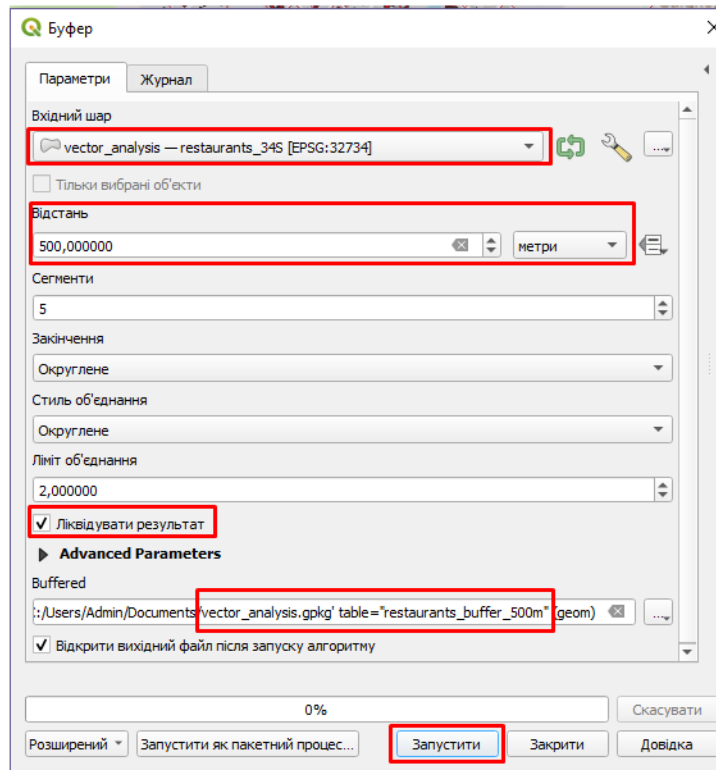 Буфер
Параметри Журнал
Вхідний шар
vector_analysis — restaurants_34S [EPSG:32734]
...
Тільки вибрані об'єкти
Відстань
500,000000 метри
Сегменти
5
Закінчення
Округлене
Стиль об'єднання
Округлене
Ліміт об'єднання
2,000000
Ліквідувати результат
Advanced Parameters
Buffered
:/Users/Admin/Documents/vector_analysis.gpkg' table="restaurants_buffer_500m" (geom) ...
Відкрити вихідний файл після запуску алгоритму
0% Скасувати
Розширений Запустити як пакетний процес... Запустити Закрити Довідка